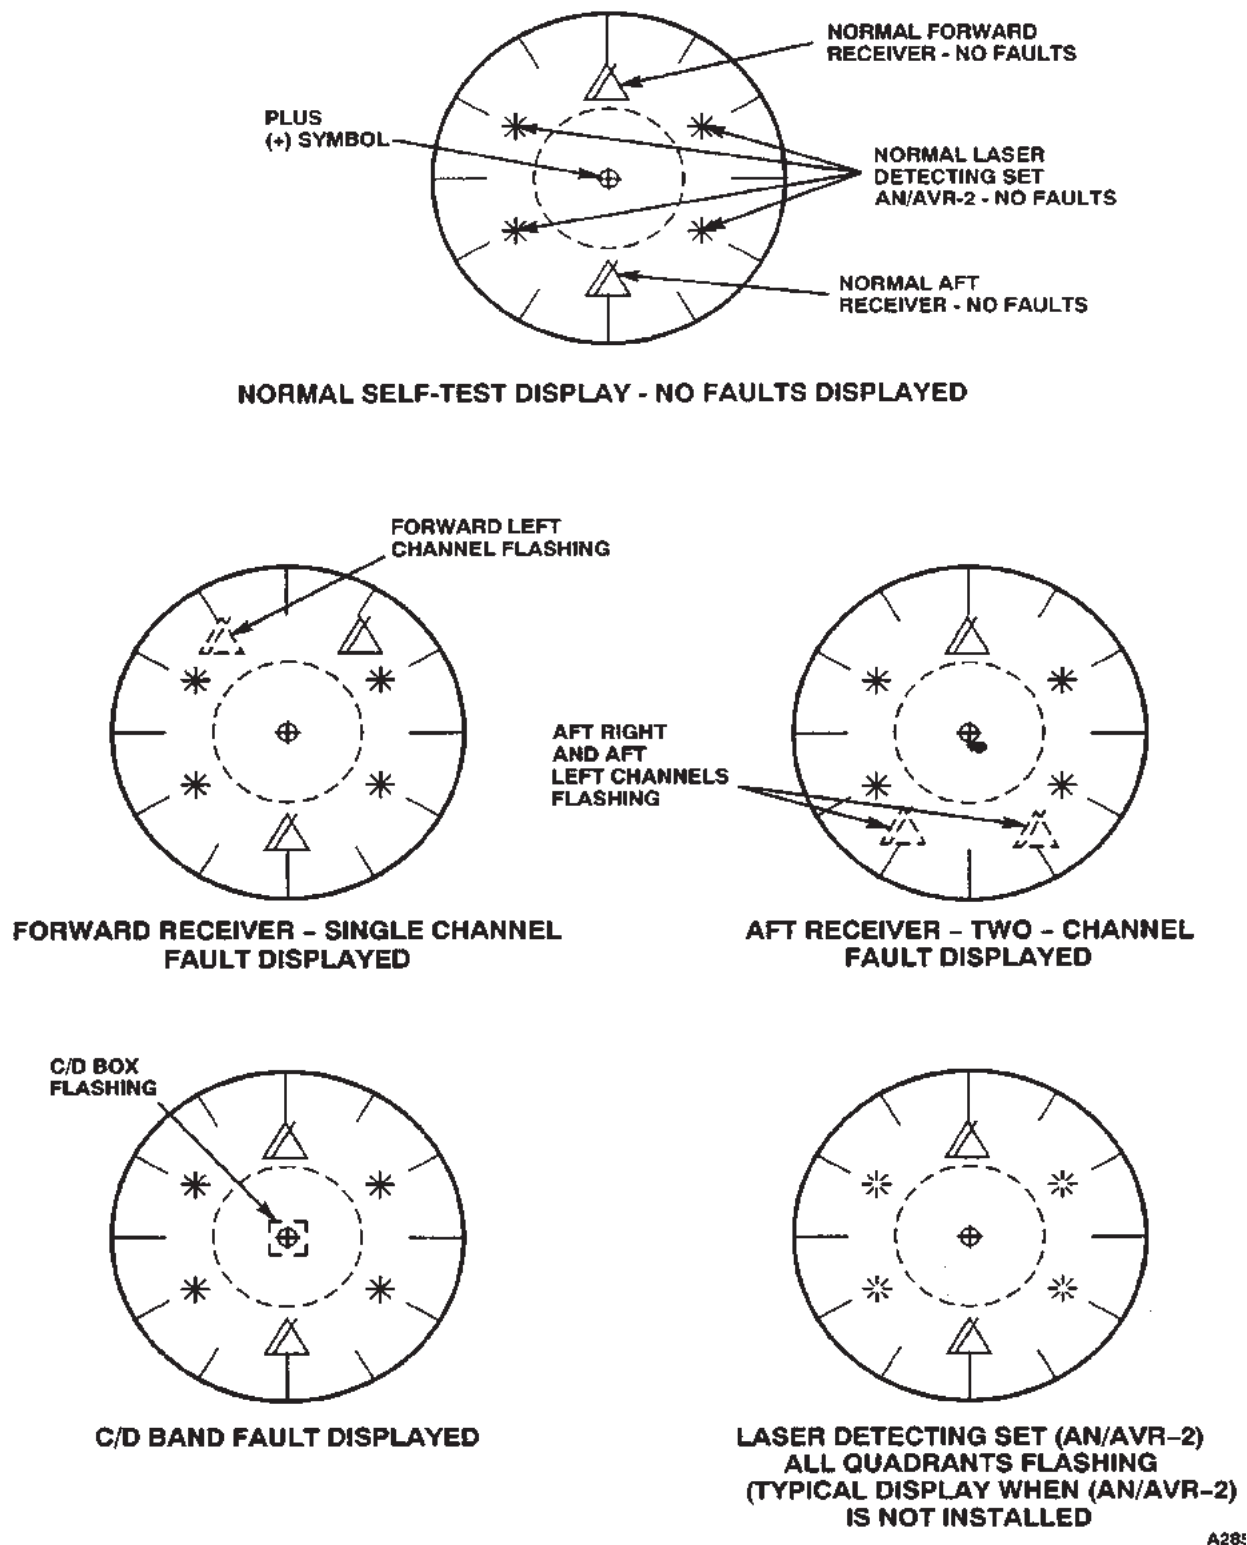 NORMAL FORWARD
RECEIVER - NO FAULTS
PLUS
(+) SYMBOL
NORMAL LASER
DETECTING SET
AN/AVR-2 - NO FAULTS
NORMAL AFT
RECEIVER - NO FAULTS
NORMAL SELF-TEST DISPLAY - NO FAULTS DISPLAYED
FORWARD LEFT
CHANNEL FLASHING
AFT RIGHT
AND AFT
LEFT CHANNELS
FLASHING
FORWARD RECEIVER – SINGLE CHANNEL
FAULT DISPLAYED
AFT RECEIVER – TWO – CHANNEL
FAULT DISPLAYED
C/D BOX
FLASHING
C/D BAND FAULT DISPLAYED
LASER DETECTING SET (AN/AVR–2)
ALL QUADRANTS FLASHING
(TYPICAL DISPLAY WHEN (AN/AVR–2)
IS NOT INSTALLED